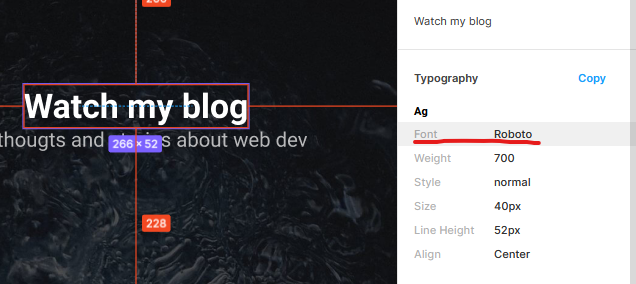 Watch my blog
thougts and st s about web dev
266 × 52
228
Watch my blog
Typography
Copy
Ag
Font Roboto
Weight 700
Style normal
Size 40px
Line Height 52px
Align Center